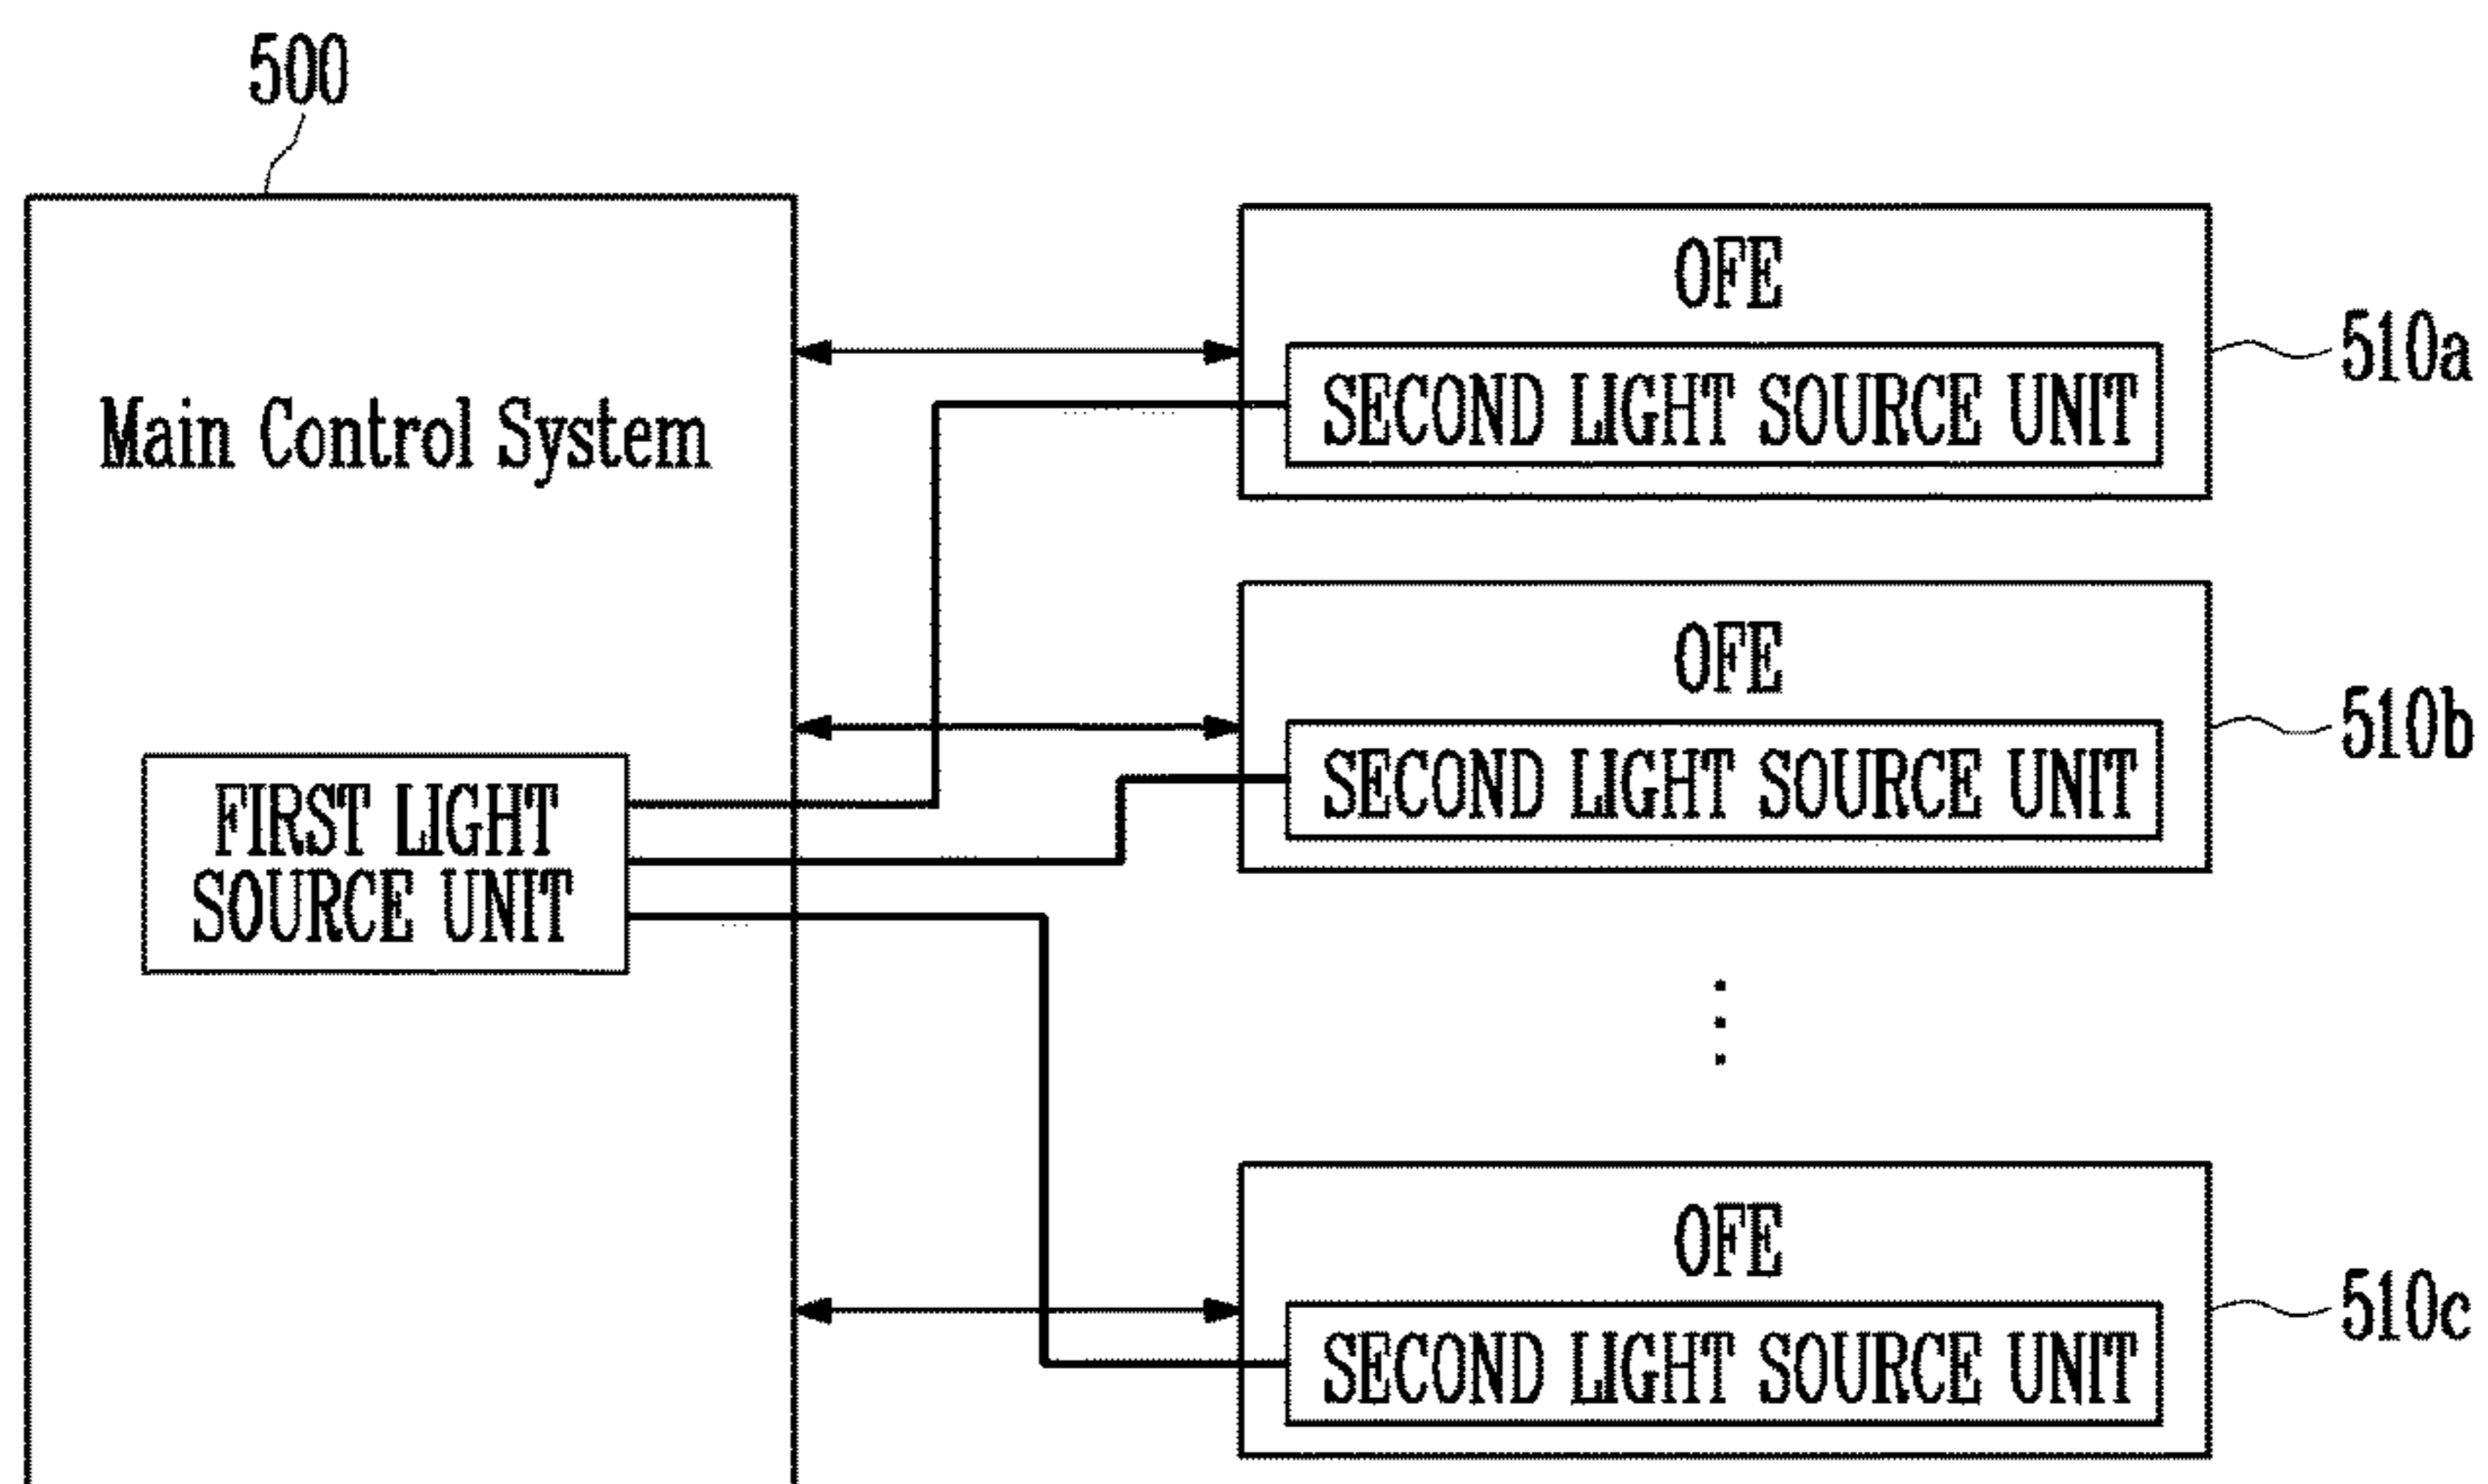 500
Main Control System
FIRST LIGHT
SOURCE UNIT
OFE
SECOND LIGHT SOURCE UNIT
510a
OFE
SECOND LIGHT SOURCE UNIT
510b
OFE
SECOND LIGHT SOURCE UNIT
510c